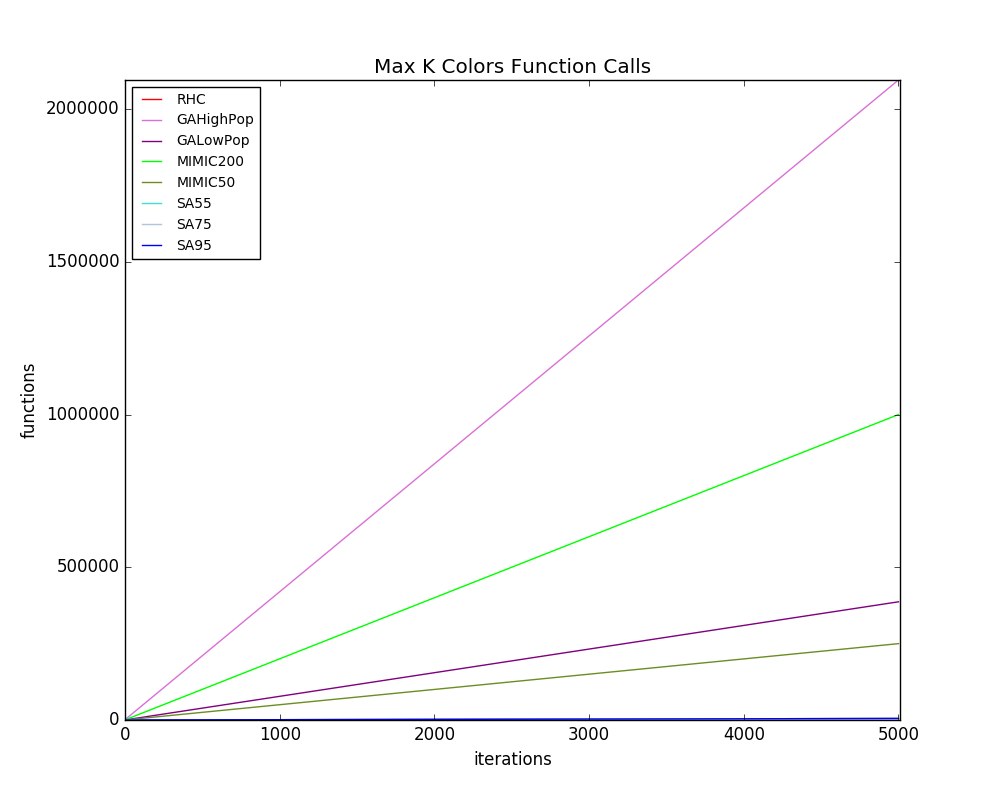 Max K Colors Function Calls
RHC
GAHighPop
GALowPop
MIMIC200
MIMIC50
SA55
SA75
SA95
2000000
1500000
1000000
500000
0
functions
0 1000 2000 3000 4000 5000
iterations